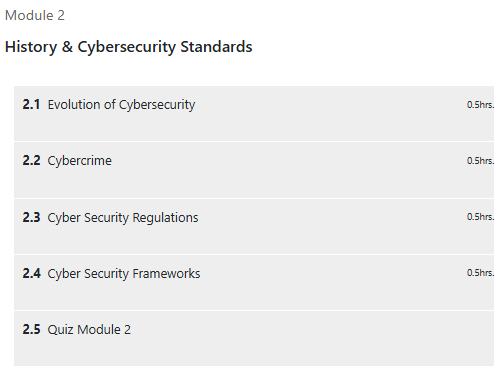 Module 2
History & Cybersecurity Standards
2.1 Evolution of Cybersecurity 0.5hrs.
2.2 Cybercrime 0.5hrs.
2.3 Cyber Security Regulations 0.5hrs.
2.4 Cyber Security Frameworks 0.5hrs.
2.5 Quiz Module 2